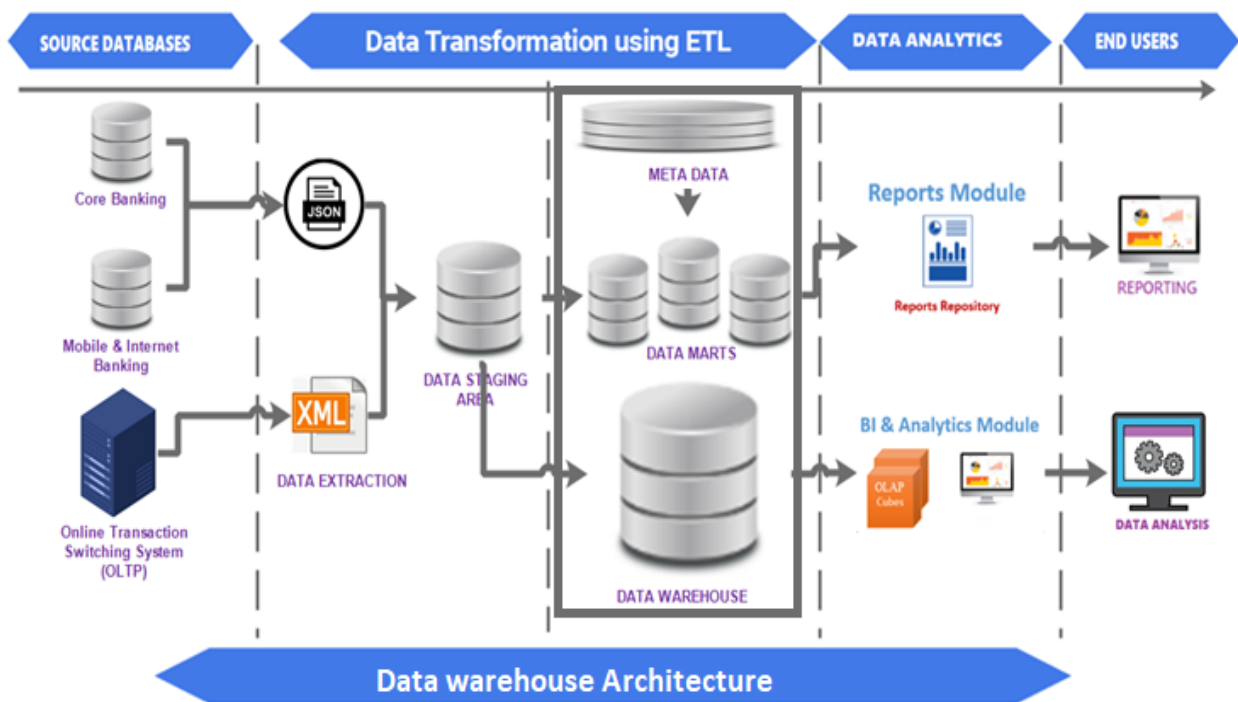 SOURCE DATABASES
Data Transformation using ETL
DATA ANALYTICS
END USERS
Core Banking
Mobile & Internet
Banking
Online Transaction
Switching System
(OLTP)
JSON
XML
DATA EXTRACTION
DATA STAGING
AREA
META DATA
DATA MARTS
DATA WAREHOUSE
Reports Module
Reports Repository
BI & Analytics Module
OLAP
Cubes
REPORTING
DATA ANALYSIS
Data warehouse Architecture